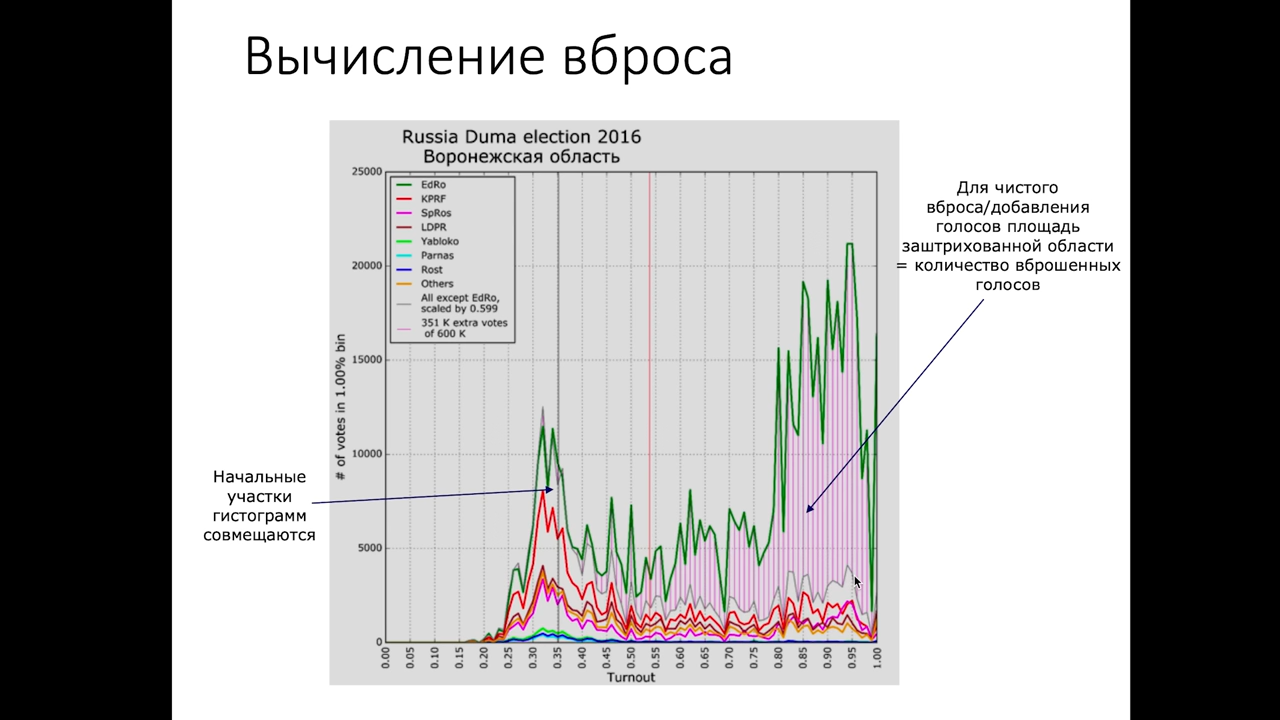 Вычисление вброса
Russia Duma election 2016
Воронежская область
25000
20000
15000
10000
5000
0
# of votes in 1.00% bin
EdRo
KPRF
SpRos
LDPR
Yabloko
Parnas
Rost
Others
All except EdRo,
scaled by 0.599
351 K extra votes
of 600 K
0.00
0.05
0.10
0.15
0.20
0.25
0.30
0.35
0.40
0.45
0.50
0.55
0.60
0.65
0.70
0.75
0.80
0.85
0.90
0.95
1.00
Turnout
Начальные
участки
гистограмм
совмещаются
Для чистого
вброса/добавления
голосов площадь
заштрихованной области
= количество вброшенных
голосов